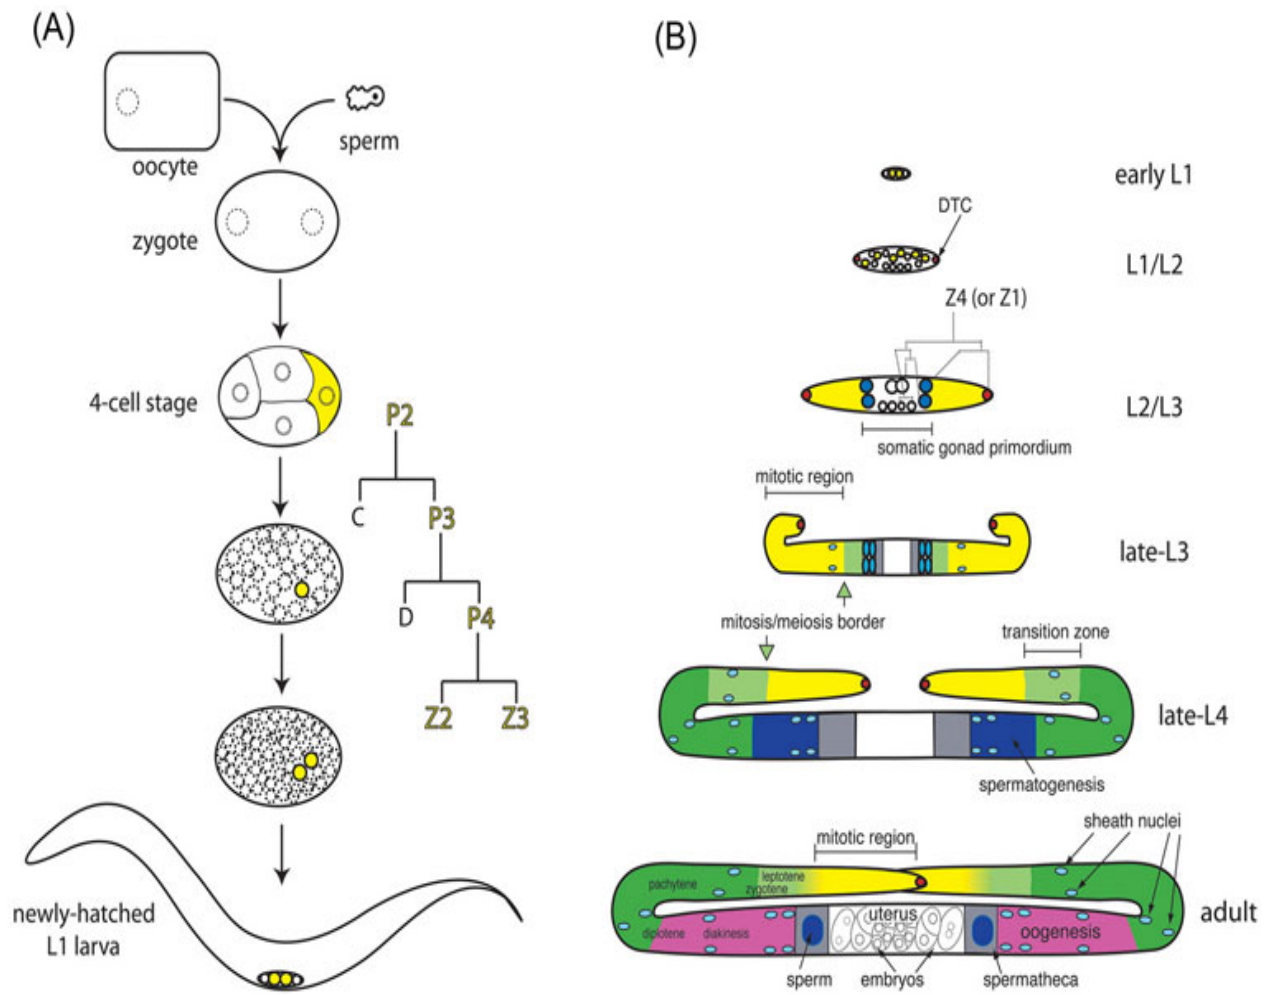 (A)
oocyte
sperm
zygote
4-cell stage
P2
C
P3
D
P4
Z2
Z3
newly-hatched
L1 larva
(B)
early L1
DTC
L1/L2
Z4 (or Z1)
L2/L3
somatic gonad primordium
mitotic region
late-L3
mitosis/meiosis border
transition zone
late-L4
spermatogenesis
mitotic region
sheath nuclei
pachytene
leptotene
zygotene
adult
diplotene
diakinesis
uterus
oogenesis
sperm
embryos
spermatheca